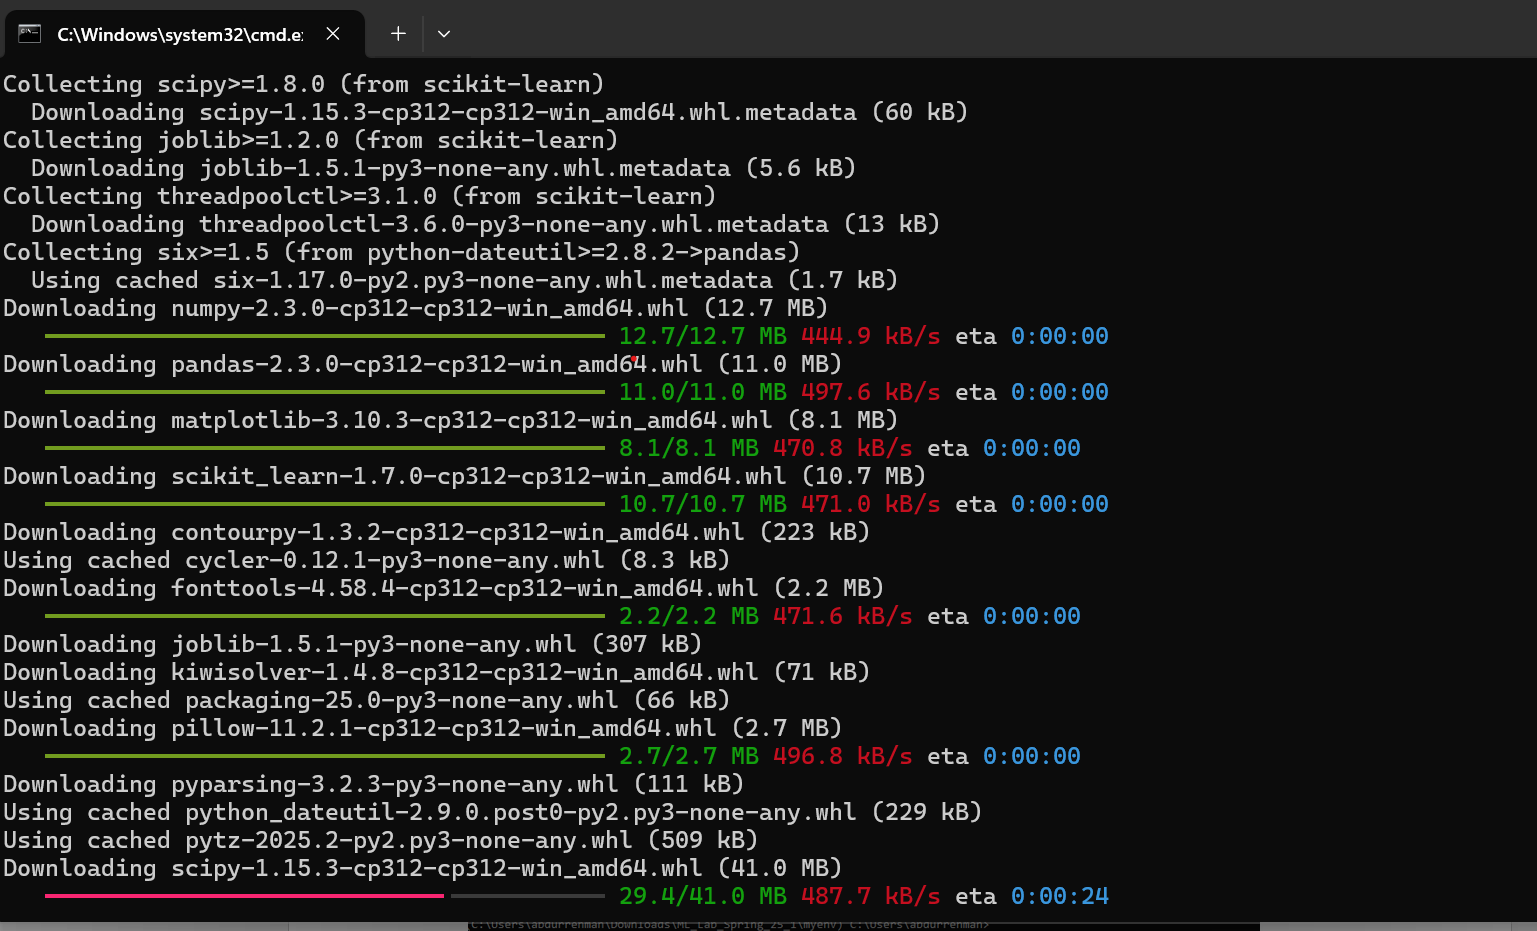 C:\Windows\system32\cmd.e
Collecting scipy>=1.8.0 (from scikit-learn)
Downloading scipy-1.15.3-cp312-cp312-win_amd64.whl.metadata (60 kB)
Collecting joblib>=1.2.0 (from scikit-learn)
Downloading joblib-1.5.1-py3-none-any.whl.metadata (5.6 kB)
Collecting threadpoolctl>=3.1.0 (from scikit-learn)
Downloading threadpoolctl-3.6.0-py3-none-any.whl.metadata (13 kB)
Collecting six>=1.5 (from python-dateutil>=2.8.2->pandas)
Using cached six-1.17.0-py2.py3-none-any.whl.metadata (1.7 kB)
Downloading numpy-2.3.0-cp312-cp312-win_amd64.whl (12.7 MB)
12.7/12.7 MB 444.9 kB/s eta 0:00:00
Downloading pandas-2.3.0-cp312-cp312-win_amd64.whl (11.0 MB)
11.0/11.0 MB 497.6 kB/s eta 0:00:00
Downloading matplotlib-3.10.3-cp312-cp312-win_amd64.whl (8.1 MB)
8.1/8.1 MB 470.8 kB/s eta 0:00:00
Downloading scikit_learn-1.7.0-cp312-cp312-win_amd64.whl (10.7 MB)
10.7/10.7 MB 471.0 kB/s eta 0:00:00
Downloading contourpy-1.3.2-cp312-cp312-win_amd64.whl (223 kB)
Using cached cycler-0.12.1-py3-none-any.whl (8.3 kB)
Downloading fonttools-4.58.4-cp312-cp312-win_amd64.whl (2.2 MB)
2.2/2.2 MB 471.6 kB/s eta 0:00:00
Downloading joblib-1.5.1-py3-none-any.whl (307 kB)
Downloading kiwisolver-1.4.8-cp312-cp312-win_amd64.whl (71 kB)
Using cached packaging-25.0-py3-none-any.whl (66 kB)
Downloading pillow-11.2.1-cp312-cp312-win_amd64.whl (2.7 MB)
2.7/2.7 MB 496.8 kB/s eta 0:00:00
Downloading pyparsing-3.2.3-py3-none-any.whl (111 kB)
Using cached python_dateutil-2.9.0.post0-py2.py3-none-any.whl (229 kB)
Using cached pytz-2025.2-py2.py3-none-any.whl (509 kB)
Downloading scipy-1.15.3-cp312-cp312-win_amd64.whl (41.0 MB)
29.4/41.0 MB 487.7 kB/s eta 0:00:24
C:\Users\abdurrehman\Downloads\ML_Lab_Spring_25_1\myenv) C:\Users\abdurrehman>